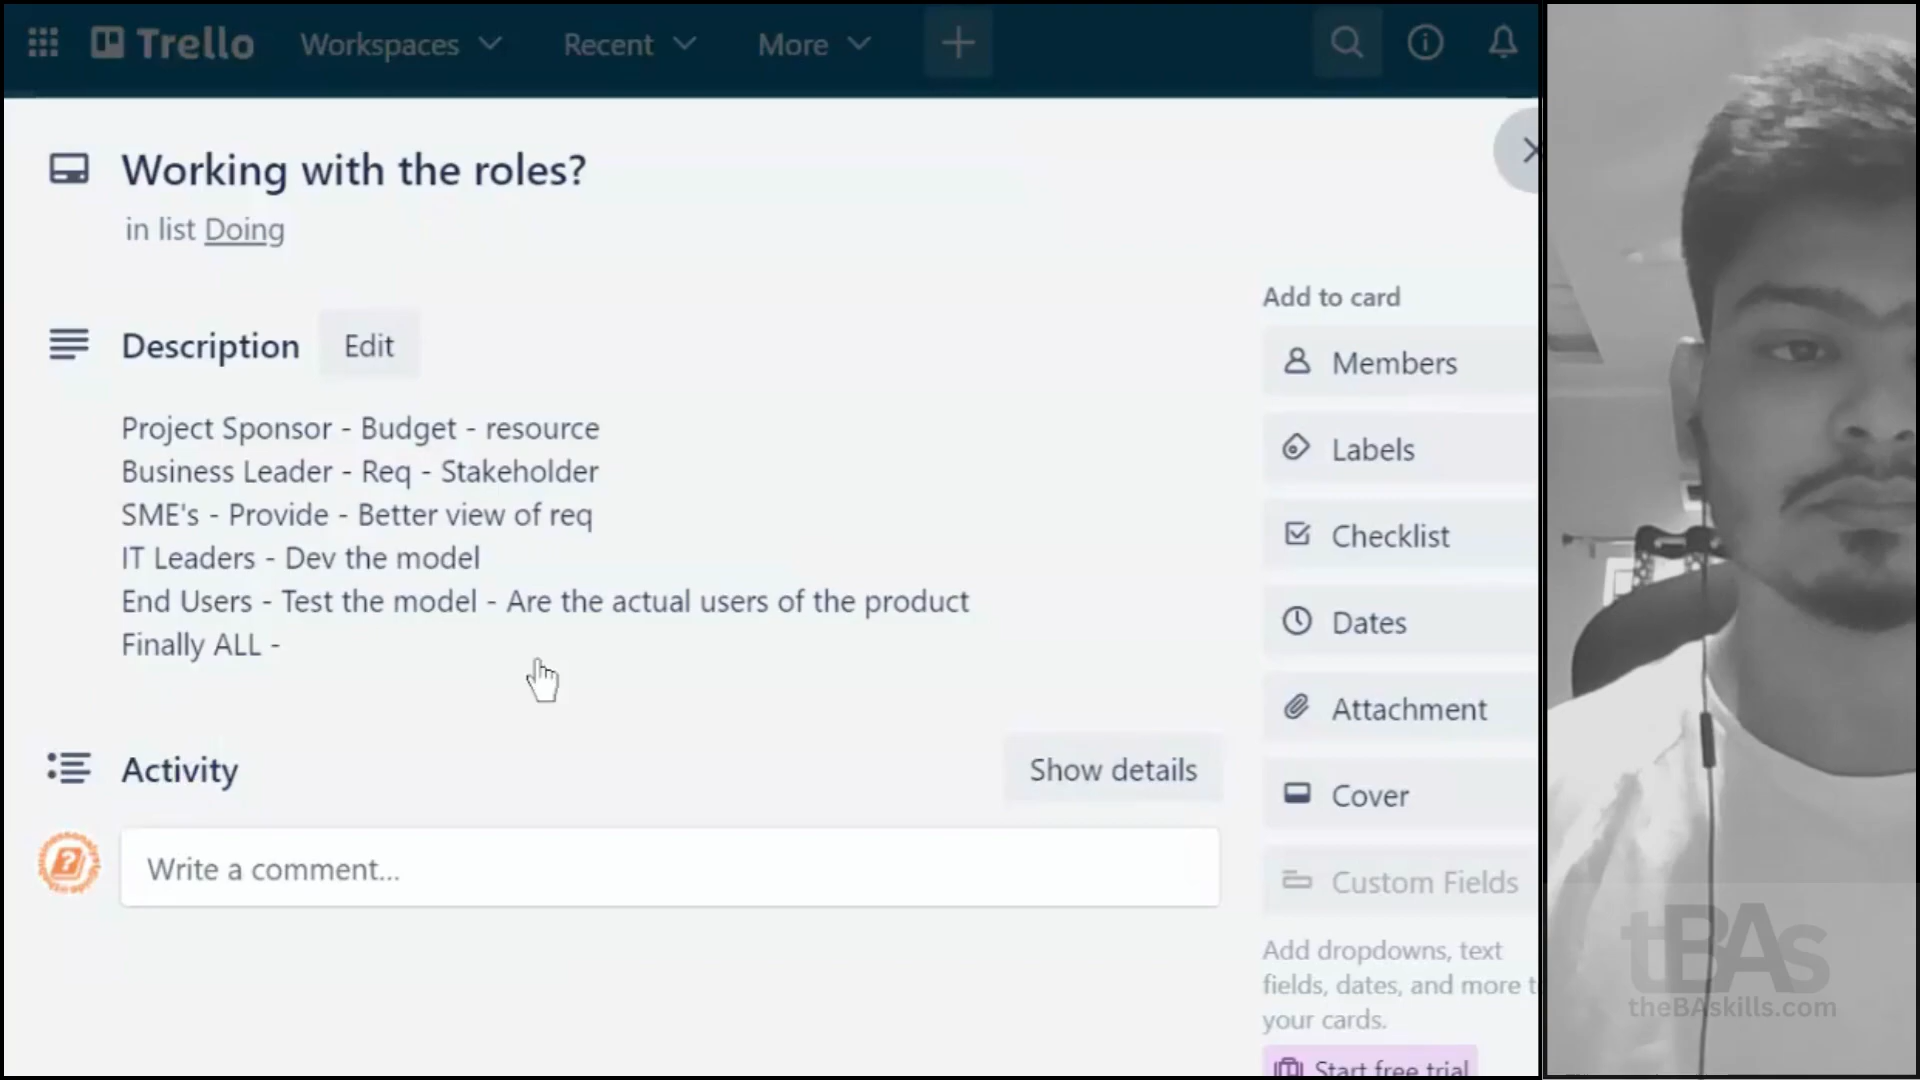 Trello Workspaces Recent More
Working with the roles?
in list Doing
Description Edit
Project Sponsor - Budget - resource
Business Leader - Req - Stakeholder
SME's - Provide - Better view of req
IT Leaders - Dev the model
End Users - Test the model - Are the actual users of the product
Finally ALL -
Activity Show details
Write a comment...
Add to card
Members
Labels
Checklist
Dates
Attachment
Cover
Custom Fields
Add dropdowns, text
fields, dates, and more t
your cards.
Start free trial
tBAs
theBAskills.com